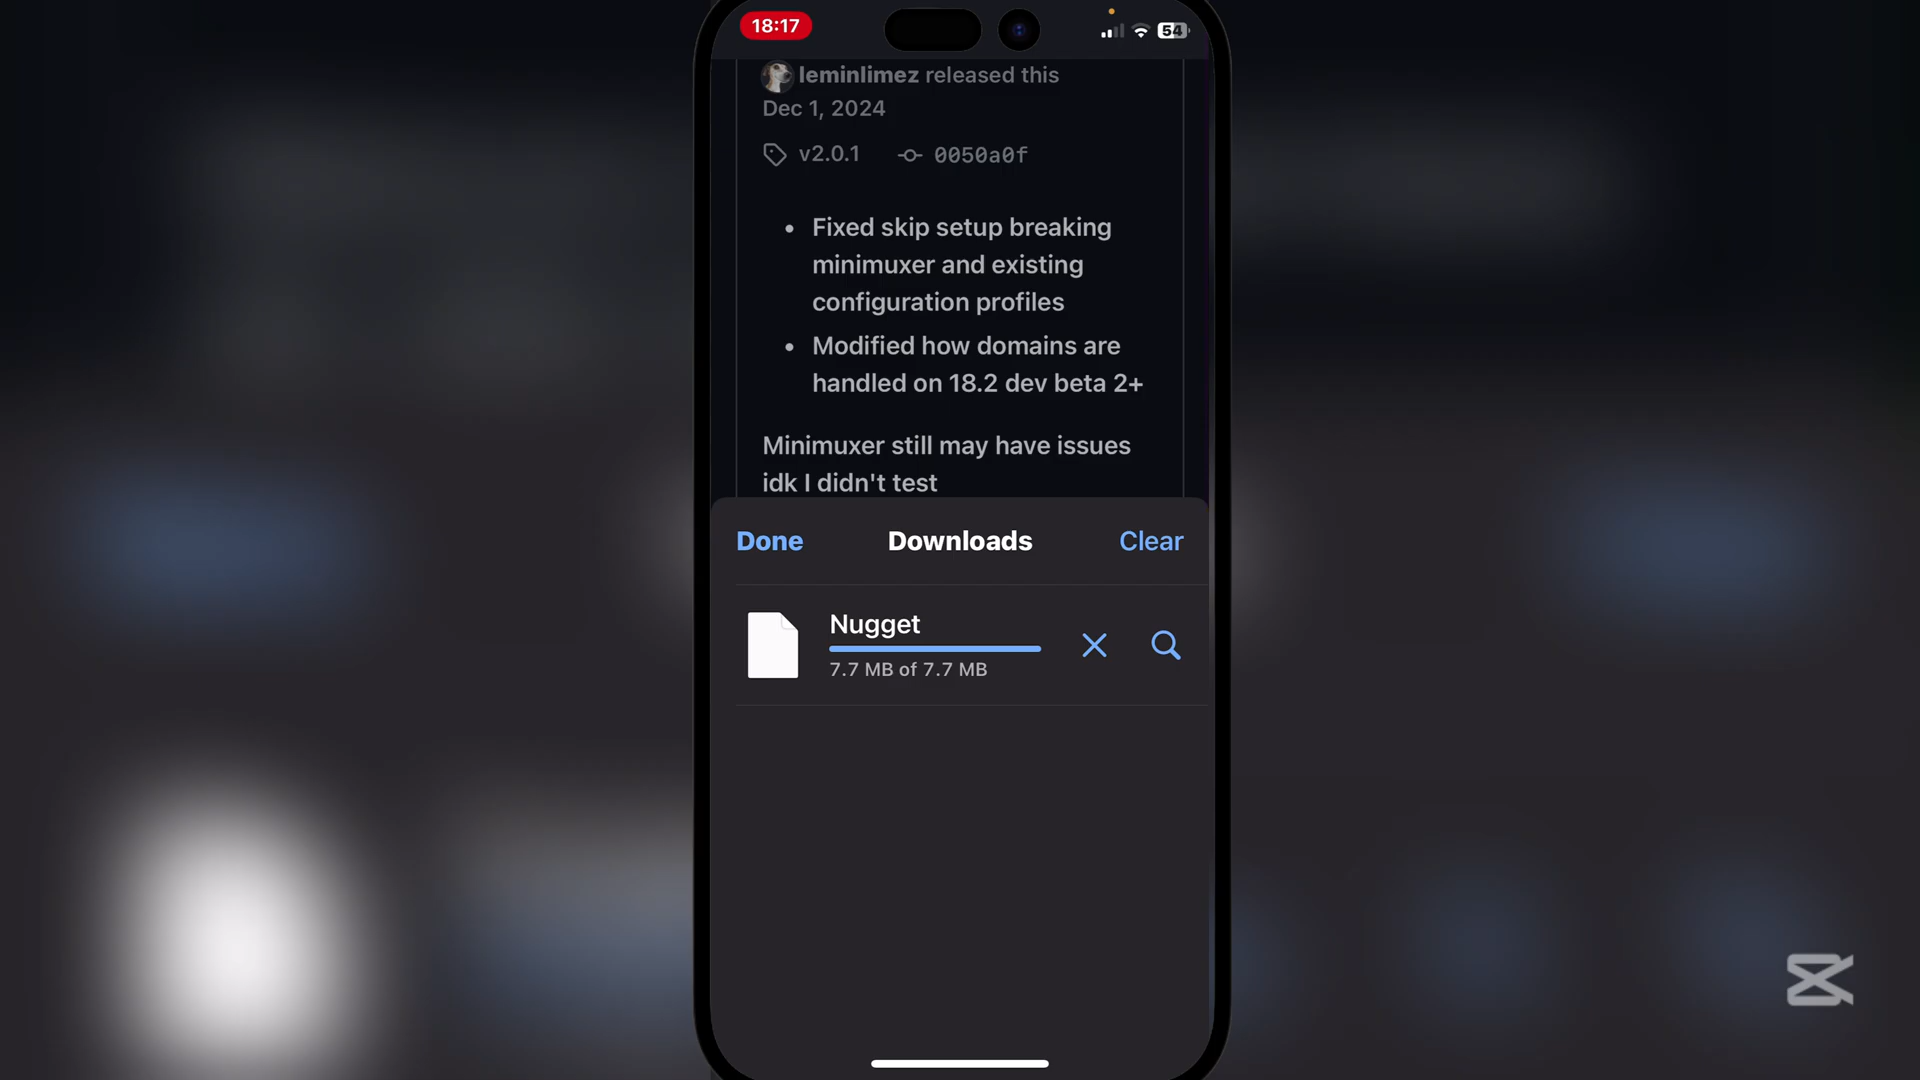 18:17
54
leminlimez released this
Dec 1, 2024
v2.0.1 0050a0f
• Fixed skip setup breaking
minimuxer and existing
configuration profiles
• Modified how domains are
handled on 18.2 dev beta 2+
Minimuxer still may have issues
idk I didn't test
Done Downloads Clear
Nugget
7.7 MB of 7.7 MB